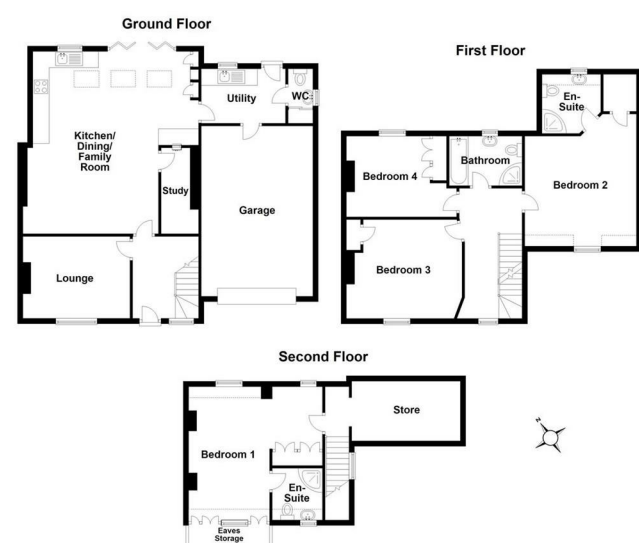 Ground Floor
Kitchen/
Dining/
Family
Room
Utility
WC
Study
Garage
Lounge
First Floor
En-
Suite
Bathroom
Bedroom 4
Bedroom 2
Bedroom 3
Second Floor
Store
Bedroom 1
En-
Suite
Eaves
Storage
N